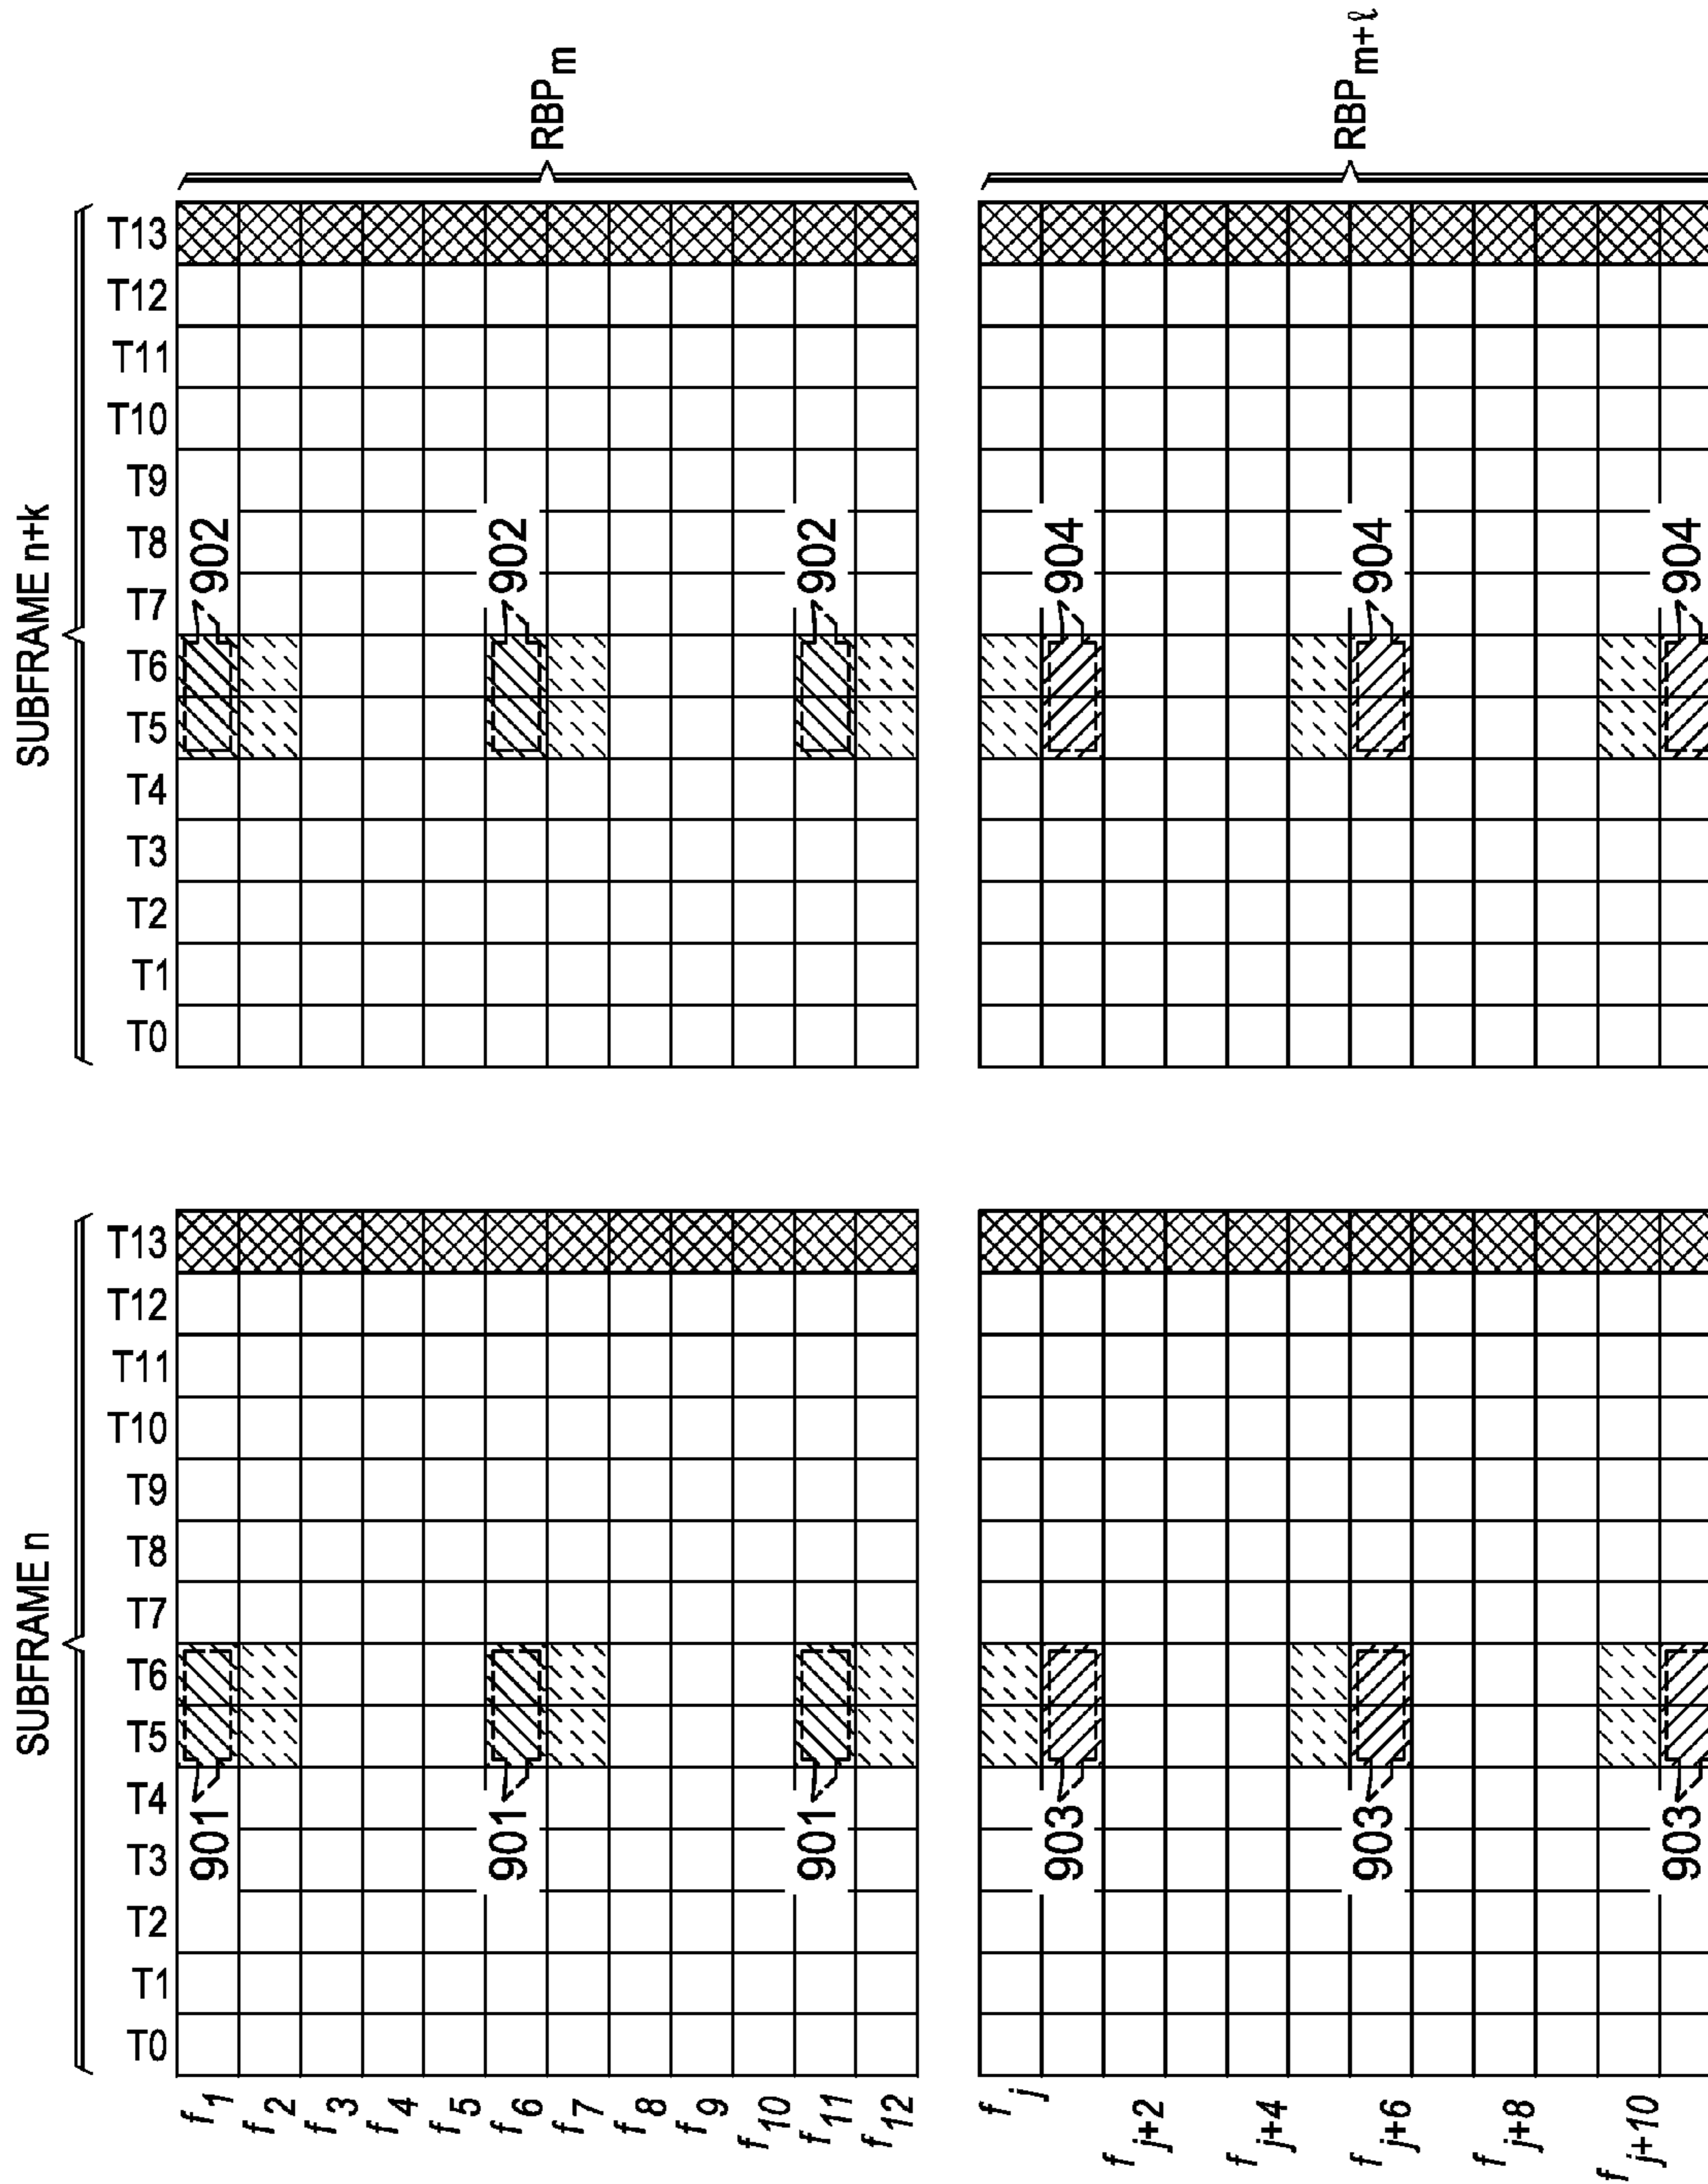 SUBFRAME n
SUBFRAME n+k
T0 T1 T2 T3 T4 T5 T6 T7 T8 T9 T10 T11 T12 T13
T0 T1 T2 T3 T4 T5 T6 T7 T8 T9 T10 T11 T12 T13
f1
901
902
f2
f3
f4
f5
f6
901
902
f7
f8
f9
f10
f11
901
902
f12
RBPm
fj
903
904
fj+2
fj+4
fj+6
903
904
fj+8
fj+10
903
904
RBPm+ℓ